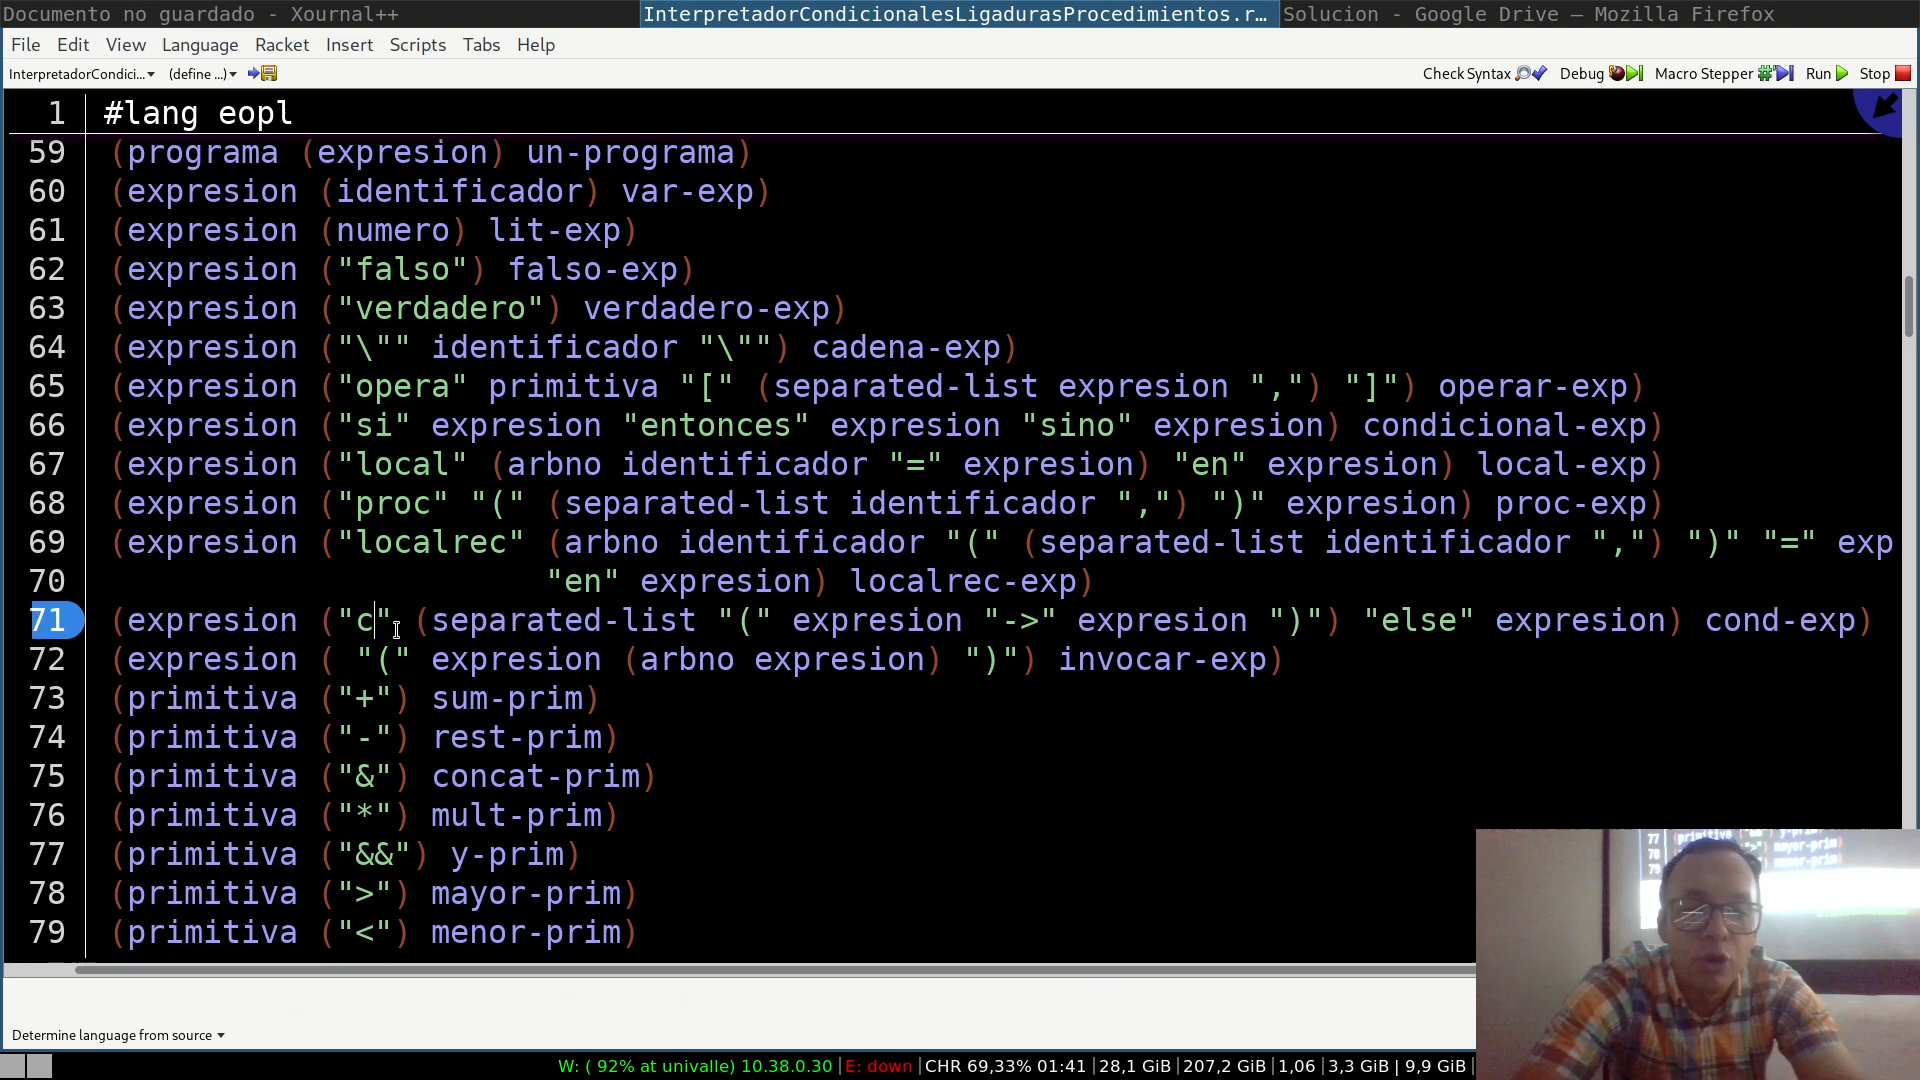 Documento no guardado - Xournal++
InterpretadorCondicionalesLigadurasProcedimientos.r…
Solucion - Google Drive — Mozilla Firefox
File Edit View Language Racket Insert Scripts Tabs Help
InterpretadorCondici... (define ...) Check Syntax Debug Macro Stepper Run Stop
1 #lang eopl
59 (programa (expresion) un-programa)
60 (expresion (identificador) var-exp)
61 (expresion (numero) lit-exp)
62 (expresion ("falso") falso-exp)
63 (expresion ("verdadero") verdadero-exp)
64 (expresion ("\"" identificador "\"") cadena-exp)
65 (expresion ("opera" primitiva "[" (separated-list expresion ",") "]") operar-exp)
66 (expresion ("si" expresion "entonces" expresion "sino" expresion) condicional-exp)
67 (expresion ("local" (arbno identificador "=" expresion) "en" expresion) local-exp)
68 (expresion ("proc" "(" (separated-list identificador ",") ")" expresion) proc-exp)
69 (expresion ("localrec" (arbno identificador "(" (separated-list identificador ",") ")" "=" exp
70 "en" expresion) localrec-exp)
71 (expresion ("c" (separated-list "(" expresion "->" expresion ")") "else" expresion) cond-exp)
72 (expresion ( "(" expresion (arbno expresion) ")") invocar-exp)
73 (primitiva ("+") sum-prim)
74 (primitiva ("-") rest-prim)
75 (primitiva ("&") concat-prim)
76 (primitiva ("*") mult-prim)
77 (primitiva ("&&") y-prim)
78 (primitiva (">") mayor-prim)
79 (primitiva ("<") menor-prim)
Determine language from source
W: ( 92% at univalle) 10.38.0.30 |E: down|CHR 69,33% 01:41|28,1 GiB|207,2 GiB|1,06|3,3 GiB | 9,9 GiB|